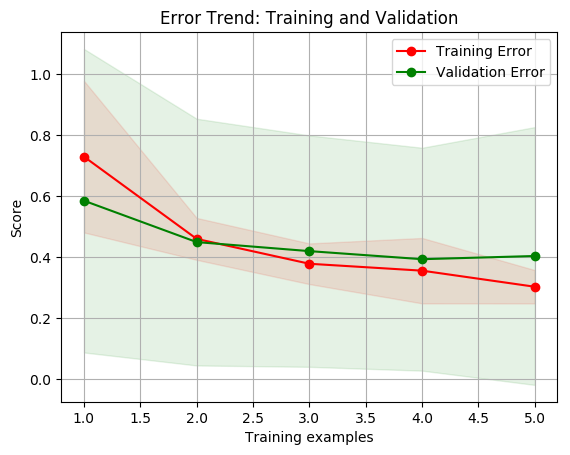 Error Trend: Training and Validation
Training Error
Validation Error
Score
1.0
0.8
0.6
0.4
0.2
0.0
1.0 1.5 2.0 2.5 3.0 3.5 4.0 4.5 5.0
Training examples